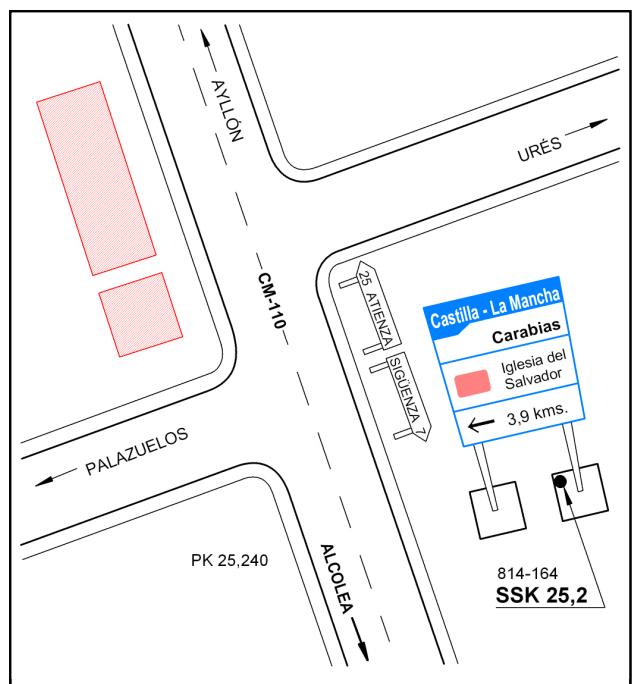 AYLLÓN
URÉS
CM-110
25 ATIENZA
SIGÜENZA 7
Castilla - La Mancha
Carabias
Iglesia del
Salvador
3,9 kms.
PALAZUELOS
PK 25,240
ALCOLEA
814-164
SSK 25,2